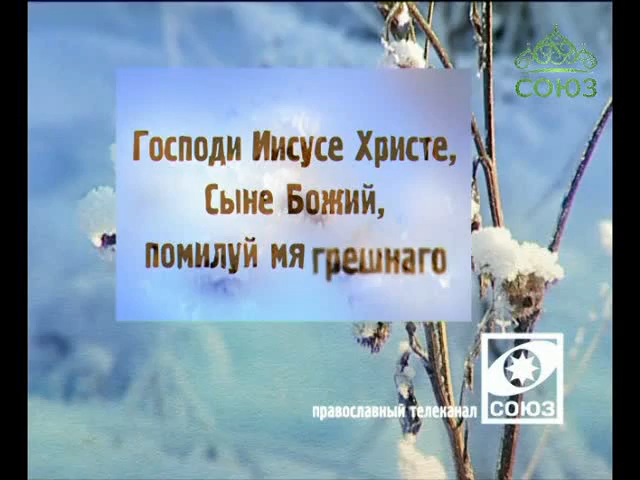 СОЮЗ
Господи Иисусе Христе,
Сыне Божий,
помилуй мя грешнаго
православный телеканал
СОЮЗ